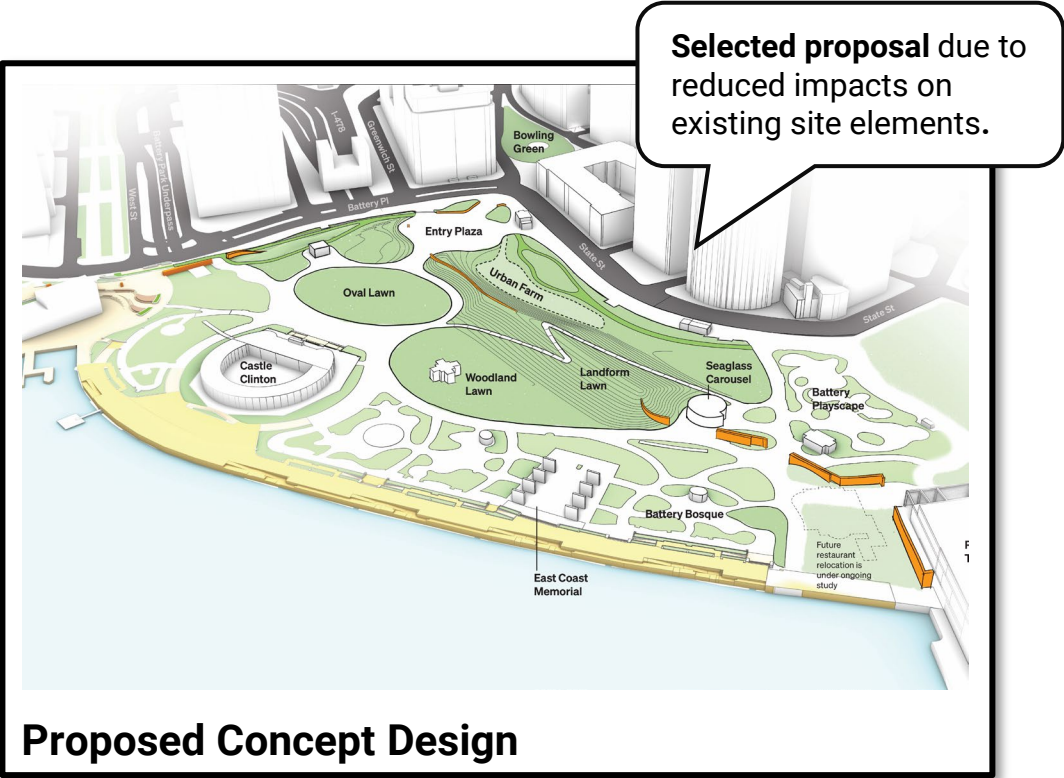 Selected proposal due to
reduced impacts on
existing site elements.
Bowling
Green
I-478
Greenwich St
Battery Park Underpass
West St
Battery Pl
Entry Plaza
State St
Urban Farm
Oval Lawn
State St
Castle
Clinton
Woodland
Lawn
Landform
Lawn
Seaglass
Carousel
Battery
Playscape
Battery Bosque
Future
restaurant
relocation is
under ongoing
study
East Coast
Memorial
Proposed Concept Design